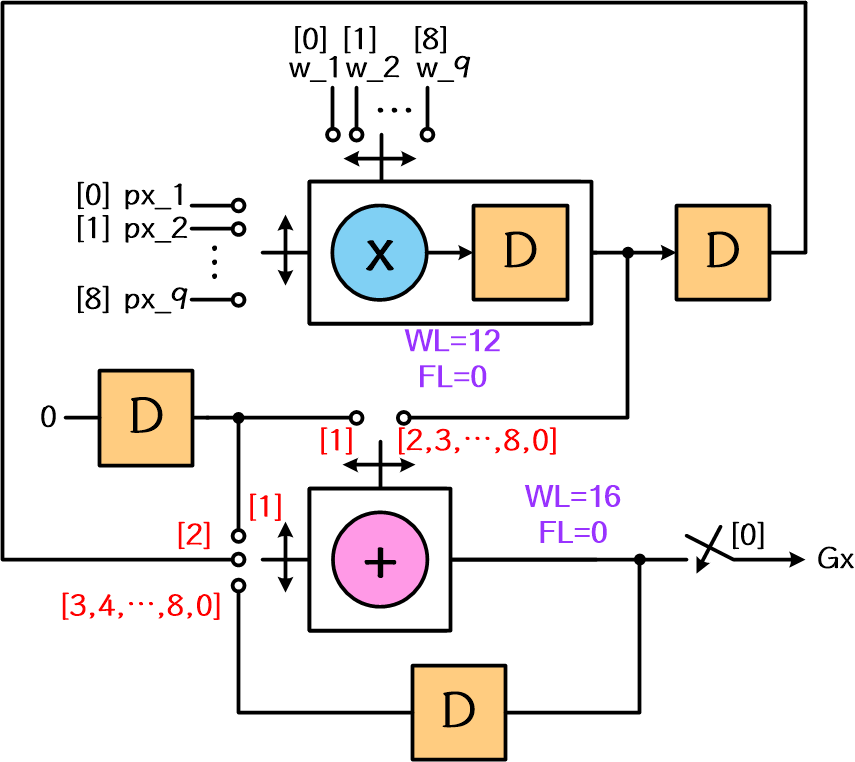 [0] [1] [8]
w_1 w_2 ··· w_9
[0] px_1
[1] px_2
⋮
[8] px_9
x
D
D
WL=12
FL=0
0
D
[1]
[2,3,···,8,0]
[1]
[2]
[3,4,···,8,0]
+
WL=16
FL=0
[0]
Gx
D